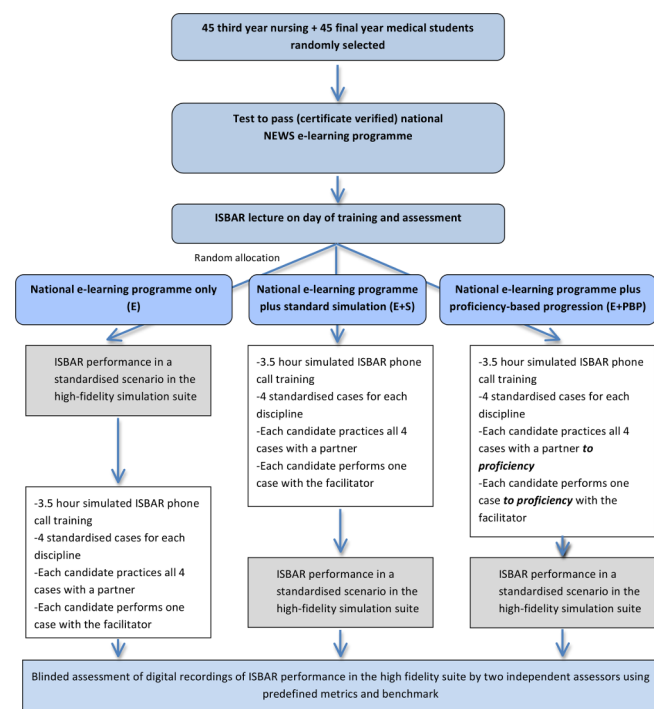 45 third year nursing + 45 final year medical students
randomly selected
Test to pass (certificate verified) national
NEWS e-learning programme
ISBAR lecture on day of training and assessment
Random allocation
National e-learning programme only
(E)
National e-learning programme
plus standard simulation (E+S)
National e-learning programme plus
proficiency-based progression (E+PBP)
ISBAR performance in a
standardised scenario in the
high-fidelity simulation suite
-3.5 hour simulated ISBAR phone
call training
-4 standardised cases for each
discipline
-Each candidate practices all 4
cases with a partner
-Each candidate performs one
case with the facilitator
-3.5 hour simulated ISBAR phone
call training
-4 standardised cases for each
discipline
-Each candidate practices all 4
cases with a partner
-Each candidate performs one
case with the facilitator
ISBAR performance in a
standardised scenario in the
high-fidelity simulation suite
-3.5 hour simulated ISBAR phone
call training
-4 standardised cases for each
discipline
-Each candidate practices all 4
cases with a partner to
proficiency
-Each candidate performs one
case to proficiency with the
facilitator
ISBAR performance in a
standardised scenario in the
high-fidelity simulation suite
Blinded assessment of digital recordings of ISBAR performance in the high fidelity suite by two independent assessors using
predefined metrics and benchmark